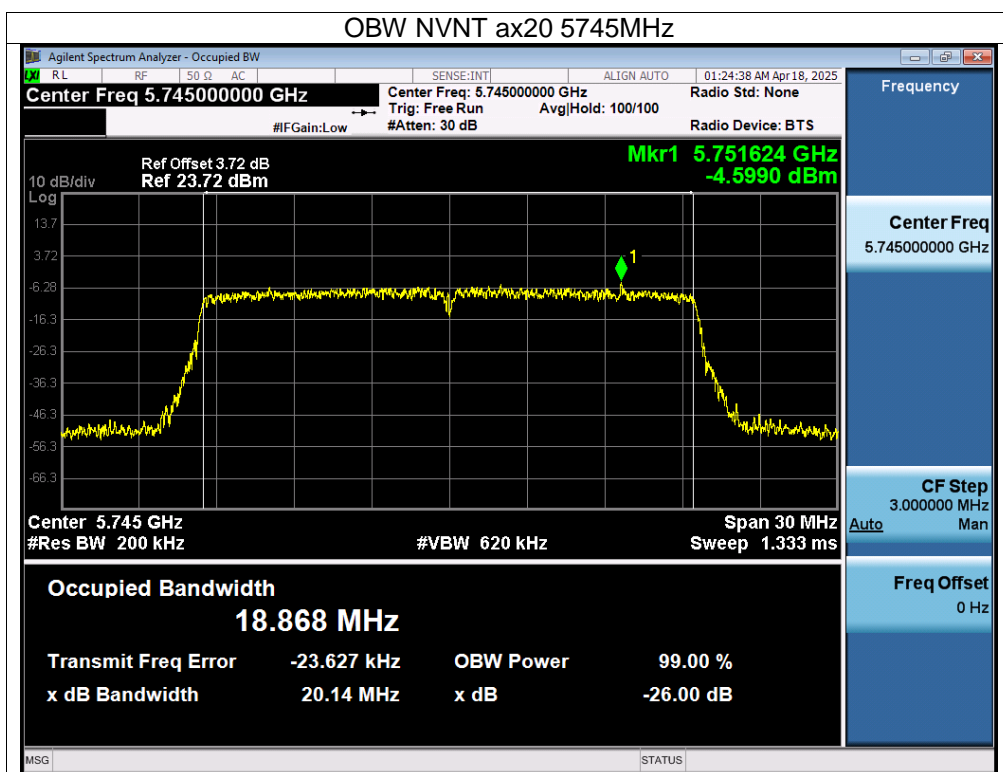 OBW NVNT ax20 5745MHz
Agilent Spectrum Analyzer - Occupied BW
LXI RL RF 50 Ω AC SENSE:INT ALIGN AUTO 01:24:38 AM Apr 18, 2025
Center Freq 5.745000000 GHz
Center Freq: 5.745000000 GHz Radio Std: None
Trig: Free Run Avg|Hold: 100/100
#IFGain:Low #Atten: 30 dB Radio Device: BTS
Frequency
Ref Offset 3.72 dB
10 dB/div Ref 23.72 dBm
Mkr1 5.751624 GHz
-4.5990 dBm
Log
13.7
3.72
-6.28
-16.3
-26.3
-36.3
-46.3
-56.3
-66.3
1
Center Freq
5.745000000 GHz
Center 5.745 GHz Span 30 MHz
#Res BW 200 kHz #VBW 620 kHz Sweep 1.333 ms
CF Step
3.000000 MHz
Auto Man
Occupied Bandwidth
18.868 MHz
Transmit Freq Error -23.627 kHz OBW Power 99.00 %
x dB Bandwidth 20.14 MHz x dB -26.00 dB
Freq Offset
0 Hz
MSG STATUS